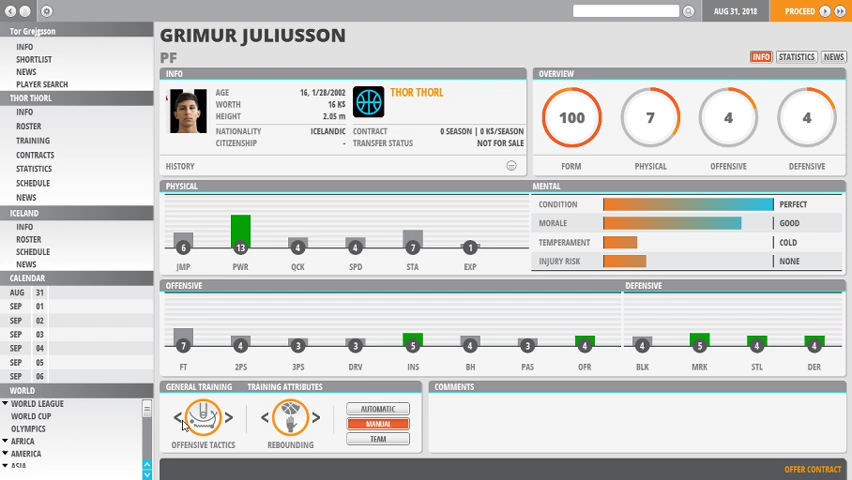 AUG 31, 2018
PROCEED
Tor Grejgsson
INFO
SHORTLIST
NEWS
PLAYER SEARCH
THOR THORL
INFO
ROSTER
TRAINING
CONTRACTS
STATISTICS
SCHEDULE
NEWS
ICELAND
INFO
ROSTER
SCHEDULE
NEWS
CALENDAR
AUG 31
SEP 01
SEP 02
SEP 03
SEP 04
SEP 05
SEP 06
WORLD
WORLD LEAGUE
WORLD CUP
OLYMPICS
AFRICA
AMERICA
ASIA
GRIMUR JULIUSSON
PF
INFO STATISTICS NEWS
INFO
AGE 16, 1/28/2002
WORTH 16 K$
HEIGHT 2.05 m
NATIONALITY ICELANDIC
CITIZENSHIP -
THOR THORL
CONTRACT 0 SEASON | 0 K$/SEASON
TRANSFER STATUS NOT FOR SALE
HISTORY
OVERVIEW
100 7 4 4
FORM PHYSICAL OFFENSIVE DEFENSIVE
PHYSICAL
6 13 4 4 7 1
JMP PWR QCK SPD STA EXP
MENTAL
CONDITION PERFECT
MORALE GOOD
TEMPERAMENT COLD
INJURY RISK NONE
OFFENSIVE
7 4 3 3 5 4 3 4
FT 2PS 3PS DRV INS BH PAS OFR
DEFENSIVE
4 5 4 4
BLK MRK STL DER
GENERAL TRAINING TRAINING ATTRIBUTES
< > < >
OFFENSIVE TACTICS REBOUNDING
AUTOMATIC
MANUAL
TEAM
COMMENTS
OFFER CONTRACT